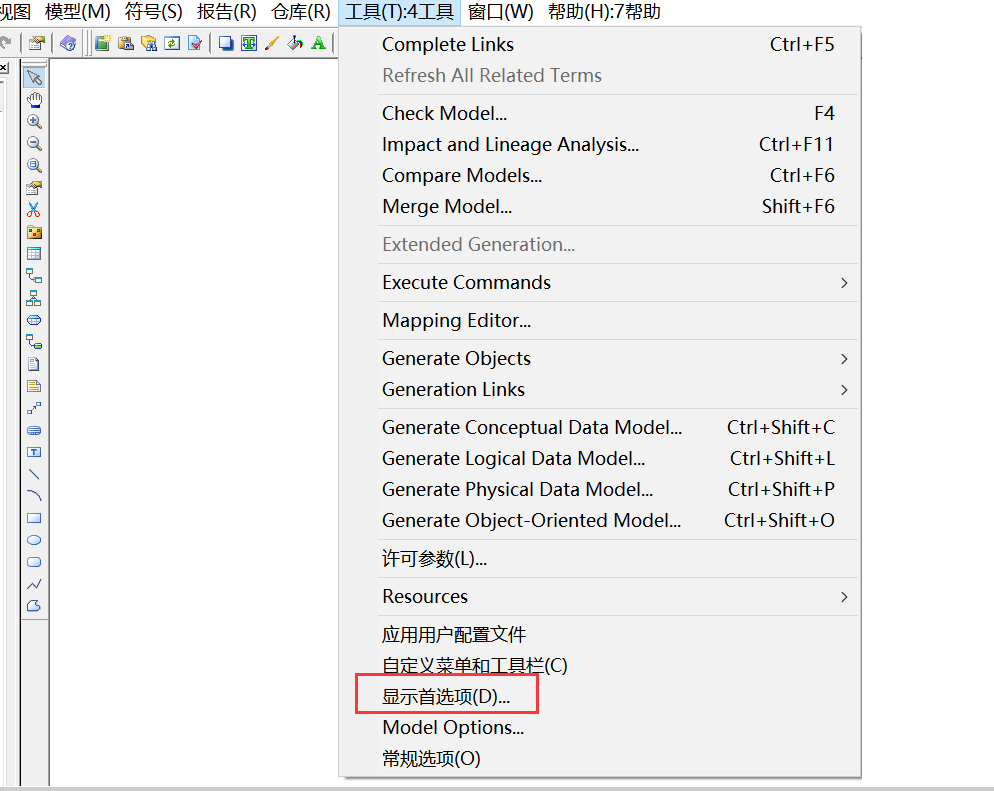 视图 模型(M) 符号(S) 报告(R) 仓库(R) 工具(T):4工具 窗口(W) 帮助(H):7帮助
Complete Links Ctrl+F5
Refresh All Related Terms
Check Model... F4
Impact and Lineage Analysis... Ctrl+F11
Compare Models... Ctrl+F6
Merge Model... Shift+F6
Extended Generation...
Execute Commands
Mapping Editor...
Generate Objects
Generation Links
Generate Conceptual Data Model... Ctrl+Shift+C
Generate Logical Data Model... Ctrl+Shift+L
Generate Physical Data Model... Ctrl+Shift+P
Generate Object-Oriented Model... Ctrl+Shift+O
许可参数(L)...
Resources
应用用户配置文件
自定义菜单和工具栏(C)
显示首选项(D)...
Model Options...
常规选项(O)